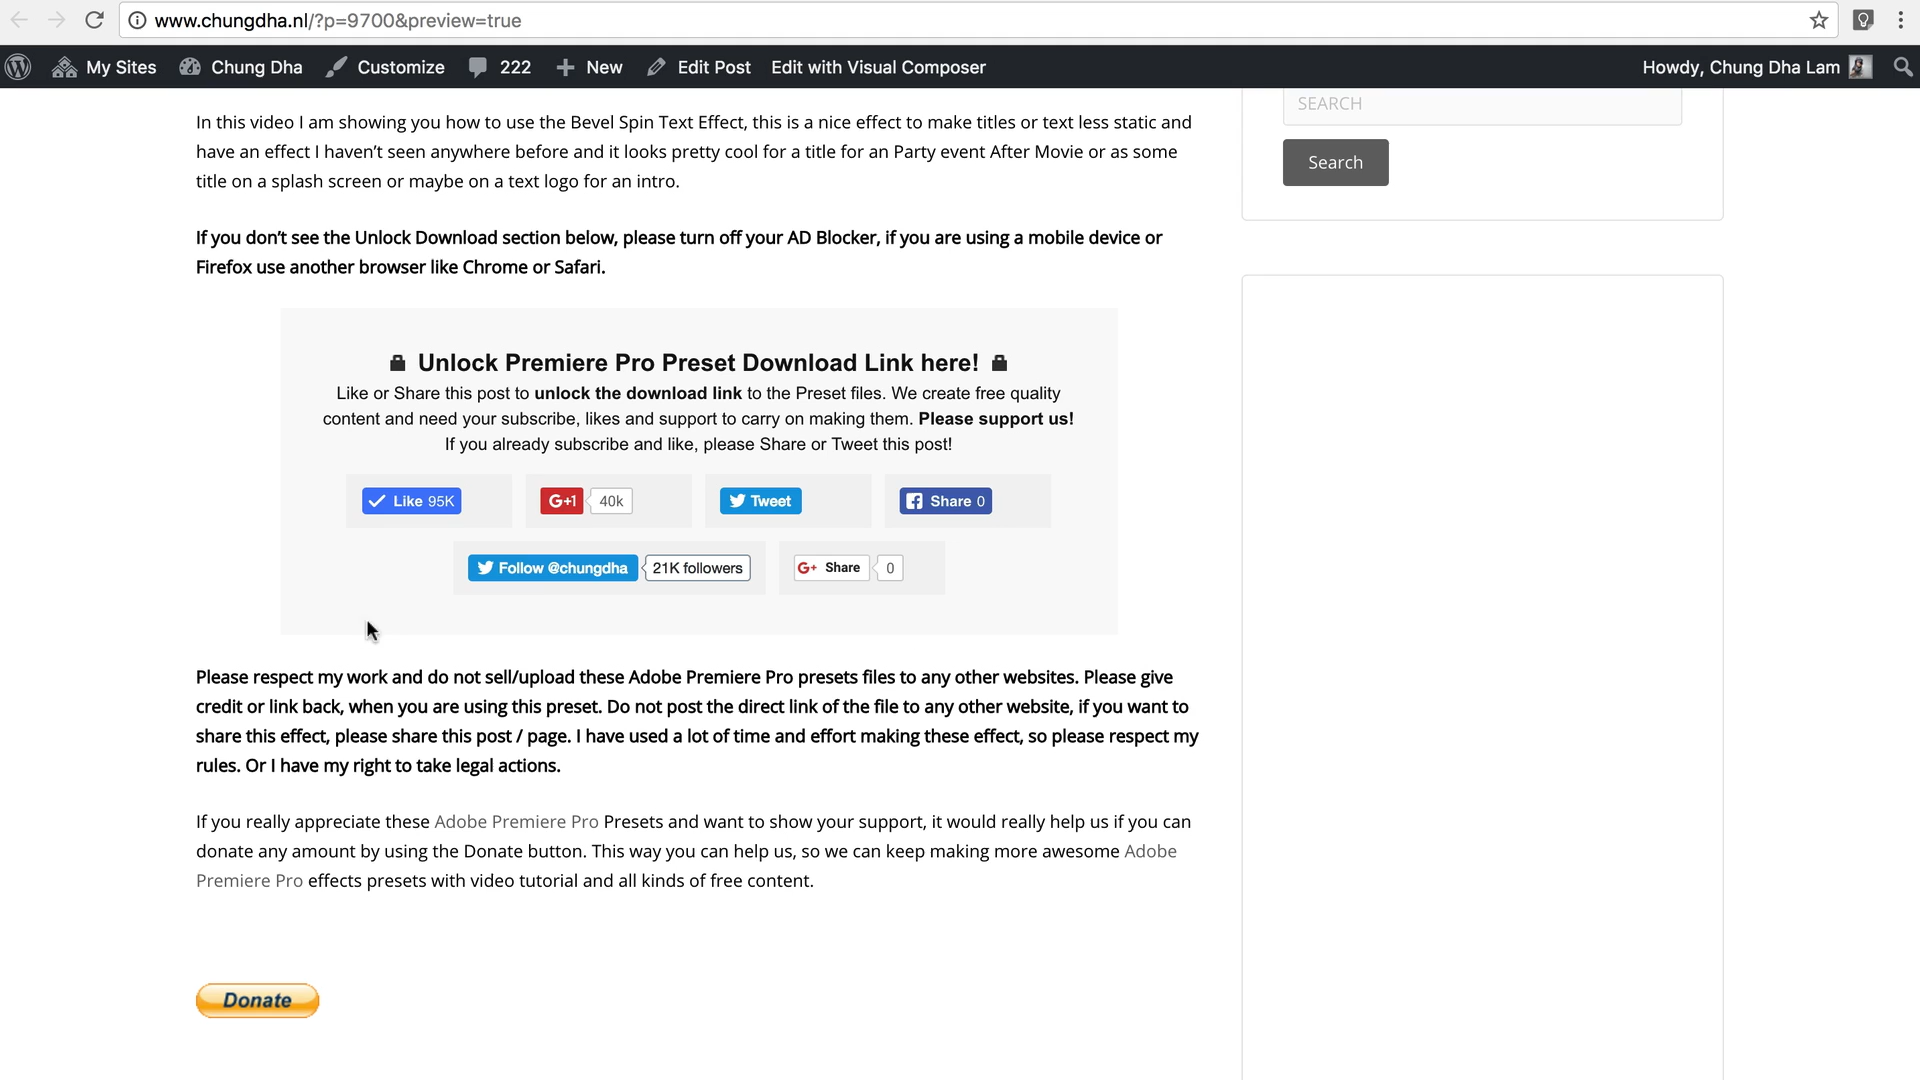 www.chungdha.nl/?p=9700&preview=true
My Sites Chung Dha Customize 222 New Edit Post Edit with Visual Composer Howdy, Chung Dha Lam
SEARCH
Search
In this video I am showing you how to use the Bevel Spin Text Effect, this is a nice effect to make titles or text less static and
have an effect I haven't seen anywhere before and it looks pretty cool for a title for an Party event After Movie or as some
title on a splash screen or maybe on a text logo for an intro.
If you don't see the Unlock Download section below, please turn off your AD Blocker, if you are using a mobile device or
Firefox use another browser like Chrome or Safari.
Unlock Premiere Pro Preset Download Link here!
Like or Share this post to unlock the download link to the Preset files. We create free quality
content and need your subscribe, likes and support to carry on making them. Please support us!
If you already subscribe and like, please Share or Tweet this post!
Like 95K G+1 40k Tweet Share 0
Follow @chungdha 21K followers G+ Share 0
Please respect my work and do not sell/upload these Adobe Premiere Pro presets files to any other websites. Please give
credit or link back, when you are using this preset. Do not post the direct link of the file to any other website, if you want to
share this effect, please share this post / page. I have used a lot of time and effort making these effect, so please respect my
rules. Or I have my right to take legal actions.
If you really appreciate these Adobe Premiere Pro Presets and want to show your support, it would really help us if you can
donate any amount by using the Donate button. This way you can help us, so we can keep making more awesome Adobe
Premiere Pro effects presets with video tutorial and all kinds of free content.
Donate